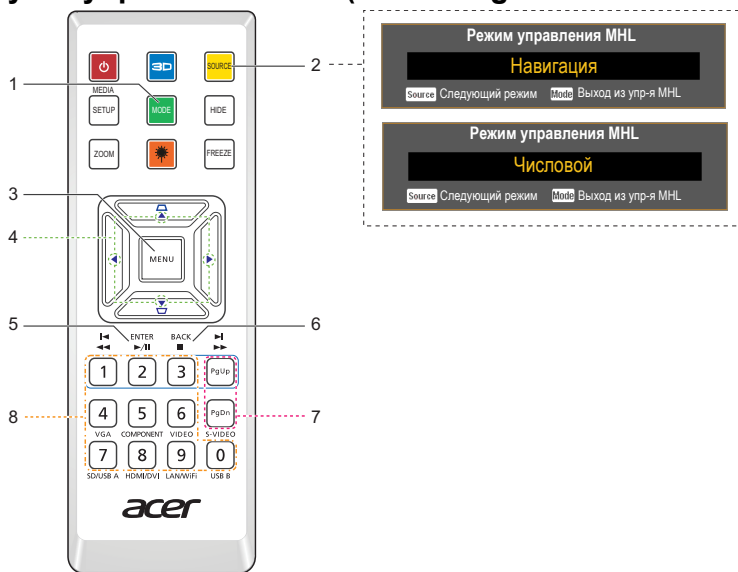 1
2
3
4
5
6
7
8
3D
SOURCE
MEDIA
SETUP
MODE
HIDE
ZOOM
FREEZE
MENU
ENTER
BACK
1
2
3
PgUp
4
5
6
PgDn
VGA
COMPONENT
VIDEO
S-VIDEO
7
8
9
0
SD/USB A
HDMI/DVI
LAN/WiFi
USB B
acer
Режим управления MHL
Навигация
Source Следующий режим Mode Выход из упр-я MHL
Режим управления MHL
Числовой
Source Следующий режим Mode Выход из упр-я MHL